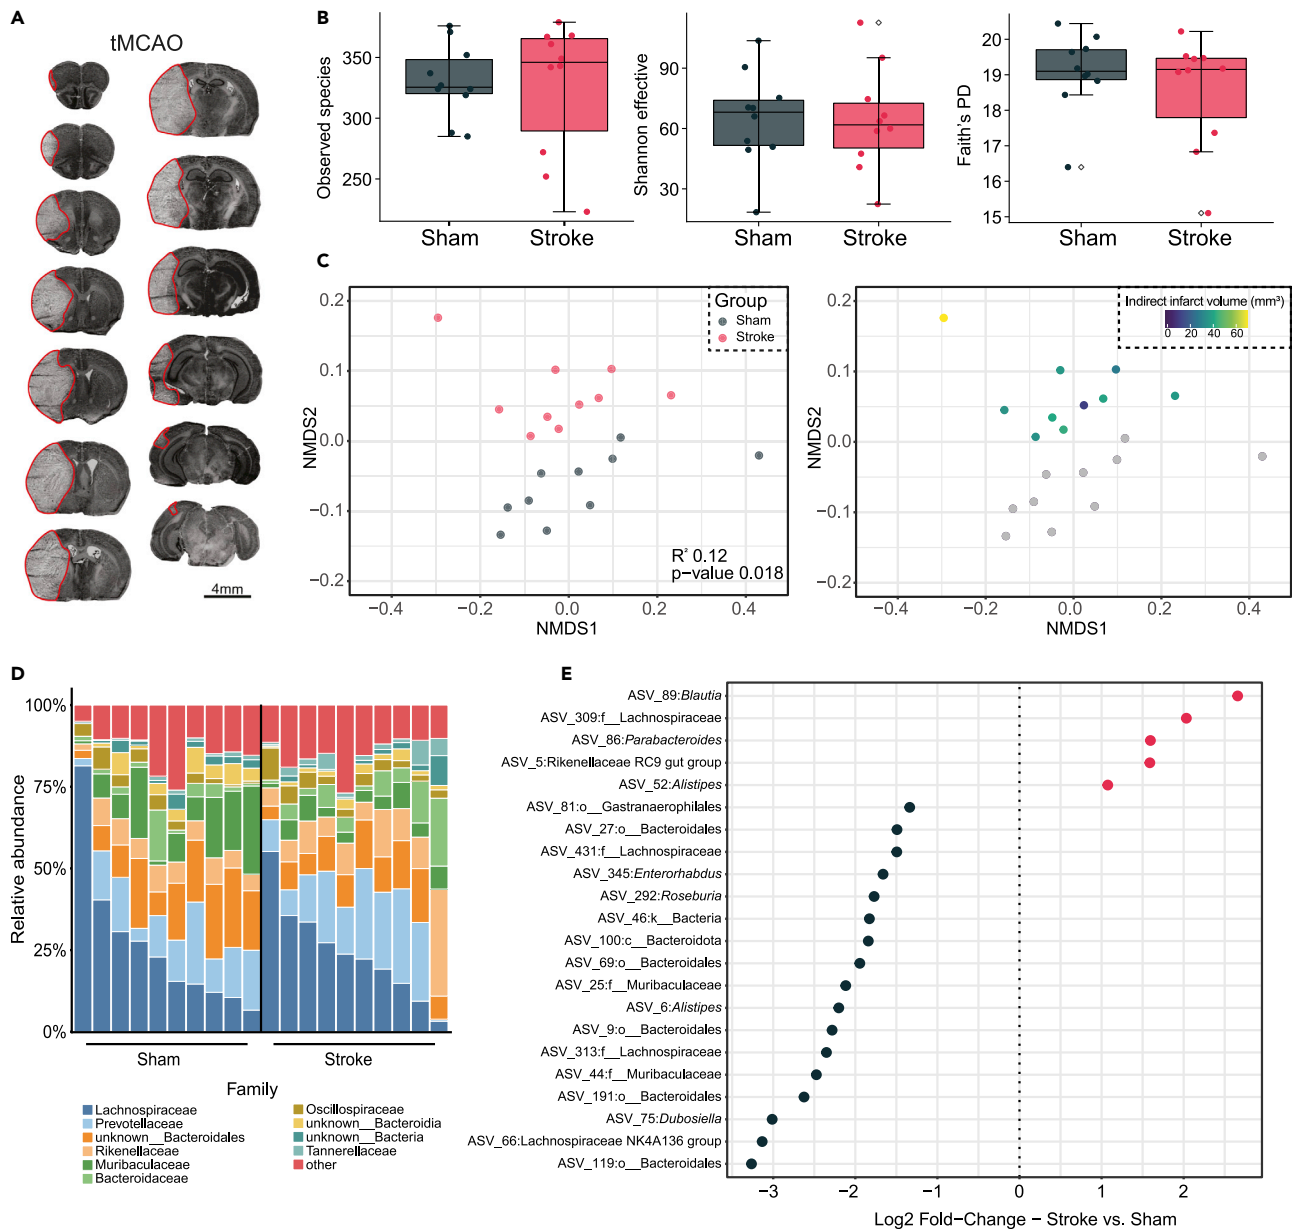 A
tMCAO
4mm
B
Observed species
350
300
250
Sham
Stroke
Shannon effective
90
60
30
Sham
Stroke
Faith's PD
20
19
18
17
16
15
Sham
Stroke
C
NMDS2
0.2
0.1
0.0
−0.1
−0.2
Group
Sham
Stroke
R² 0.12
p−value 0.018
−0.4
−0.2
0.0
0.2
0.4
NMDS1
NMDS2
0.2
0.1
0.0
−0.1
−0.2
Indirect infarct volume (mm³)
0 20 40 60
−0.4
−0.2
0.0
0.2
0.4
NMDS1
D
Relative abundance
100%
75%
50%
25%
0%
Sham
Stroke
Family
Lachnospiraceae
Prevotellaceae
unknown__Bacteroidales
Rikenellaceae
Muribaculaceae
Bacteroidaceae
Oscillospiraceae
unknown__Bacteroidia
unknown__Bacteria
Tannerellaceae
other
E
ASV_89:Blautia
ASV_309:f__Lachnospiraceae
ASV_86:Parabacteroides
ASV_5:Rikenellaceae RC9 gut group
ASV_52:Alistipes
ASV_81:o__Gastranaerophilales
ASV_27:o__Bacteroidales
ASV_431:f__Lachnospiraceae
ASV_345:Enterorhabdus
ASV_292:Roseburia
ASV_46:k__Bacteria
ASV_100:c__Bacteroidota
ASV_69:o__Bacteroidales
ASV_25:f__Muribaculaceae
ASV_6:Alistipes
ASV_9:o__Bacteroidales
ASV_313:f__Lachnospiraceae
ASV_44:f__Muribaculaceae
ASV_191:o__Bacteroidales
ASV_75:Dubosiella
ASV_66:Lachnospiraceae NK4A136 group
ASV_119:o__Bacteroidales
−3
−2
−1
0
1
2
Log2 Fold−Change − Stroke vs. Sham